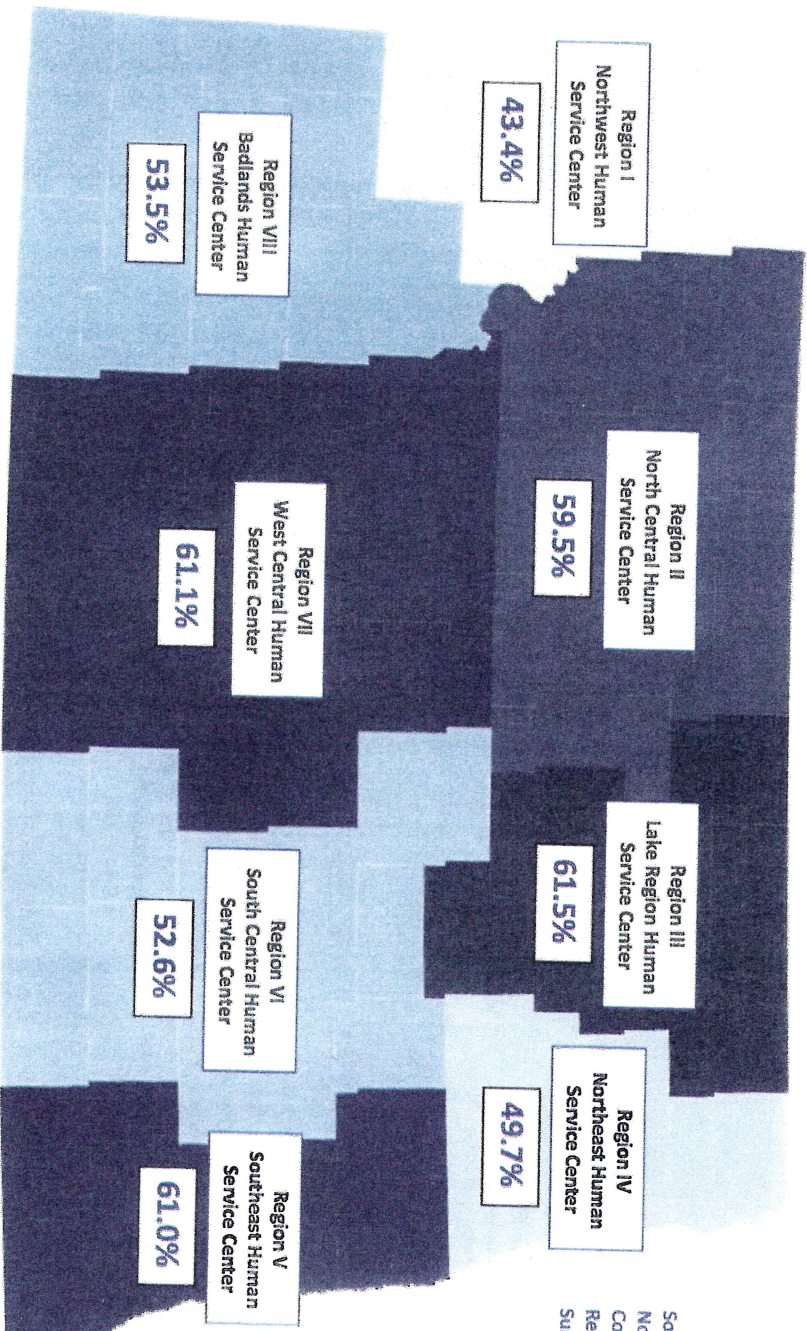 Region I
Northwest Human
Service Center
43.4%
Region II
North Central Human
Service Center
59.5%
Region III
Lake Region Human
Service Center
61.5%
Region IV
Northeast Human
Service Center
49.7%
Region VIII
Badlands Human
Service Center
53.5%
Region VII
West Central Human
Service Center
61.1%
Region VI
South Central Human
Service Center
52.6%
Region V
Southeast Human
Service Center
61.0%